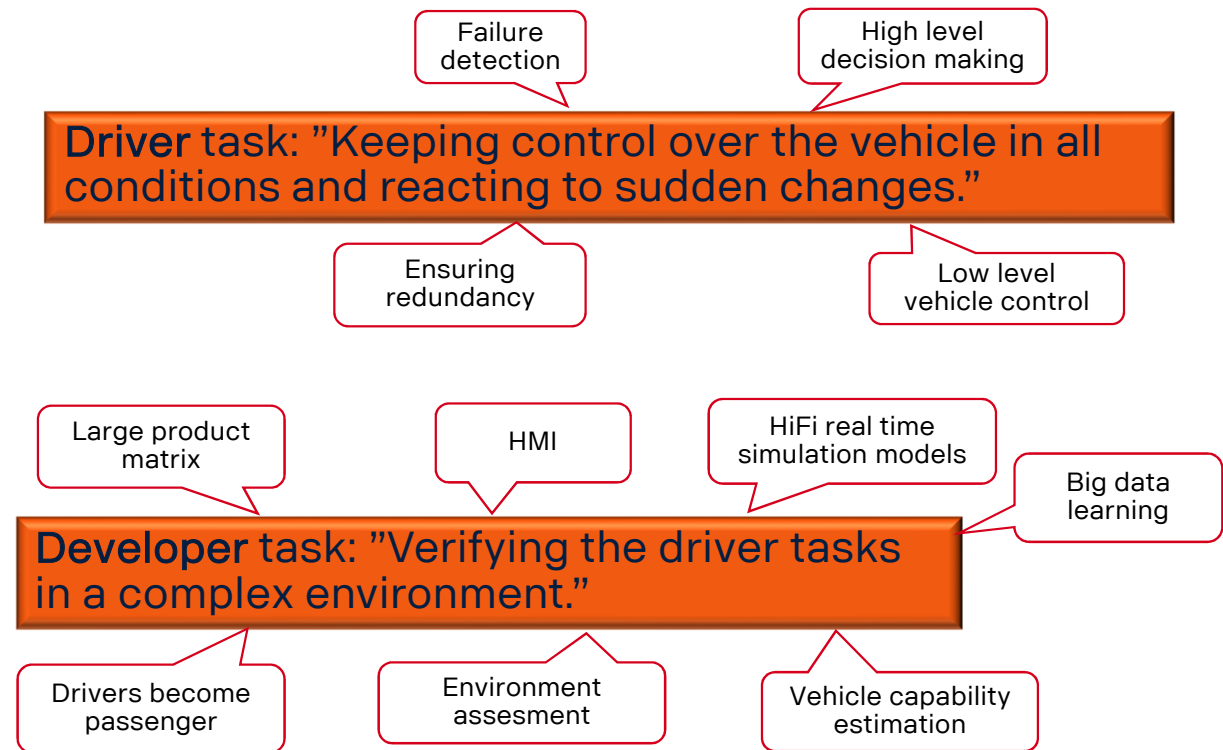 Failure
detection
High level
decision making
Driver task: ”Keeping control over the vehicle in all
conditions and reacting to sudden changes.”
Ensuring
redundancy
Low level
vehicle control
Large product
matrix
HMI
HiFi real time
simulation models
Big data
learning
Developer task: ”Verifying the driver tasks
in a complex environment.”
Drivers become
passenger
Environment
assesment
Vehicle capability
estimation